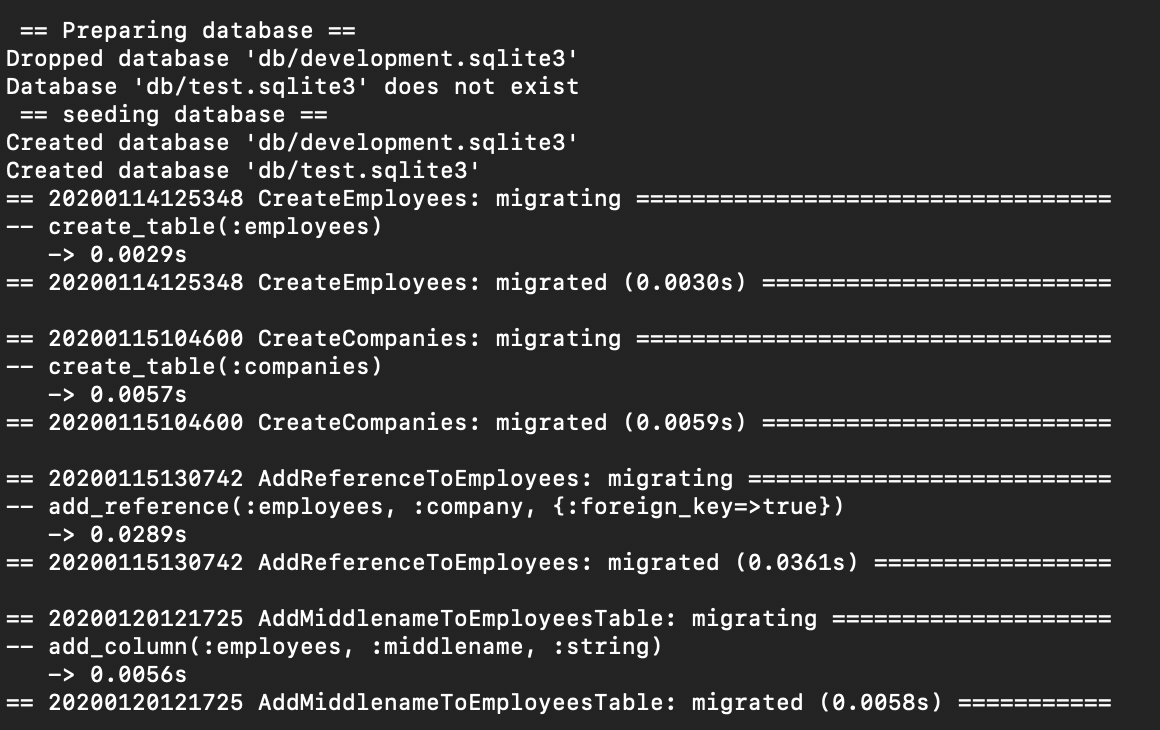 == Preparing database ==
Dropped database 'db/development.sqlite3'
Database 'db/test.sqlite3' does not exist
== seeding database ==
Created database 'db/development.sqlite3'
Created database 'db/test.sqlite3'
== 20200114125348 CreateEmployees: migrating ==================================
-- create_table(:employees)
-> 0.0029s
== 20200114125348 CreateEmployees: migrated (0.0030s) =========================

== 20200115104600 CreateCompanies: migrating ==================================
-- create_table(:companies)
-> 0.0057s
== 20200115104600 CreateCompanies: migrated (0.0059s) =========================

== 20200115130742 AddReferenceToEmployees: migrating ==========================
-- add_reference(:employees, :company, {:foreign_key=>true})
-> 0.0289s
== 20200115130742 AddReferenceToEmployees: migrated (0.0361s) =================

== 20200120121725 AddMiddlenameToEmployeesTable: migrating ====================
-- add_column(:employees, :middlename, :string)
-> 0.0056s
== 20200120121725 AddMiddlenameToEmployeesTable: migrated (0.0058s) ===========